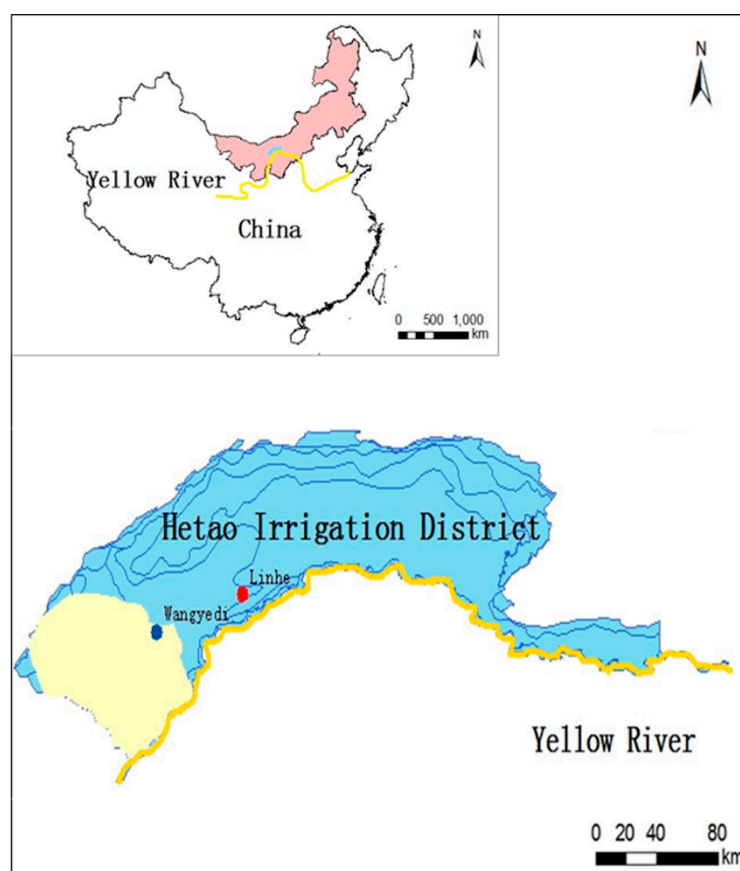 N
Yellow River
China
0 500 1,000
km
N
Hetao Irrigation District
Linhe
Wangyedi
Yellow River
0 20 40 80
km